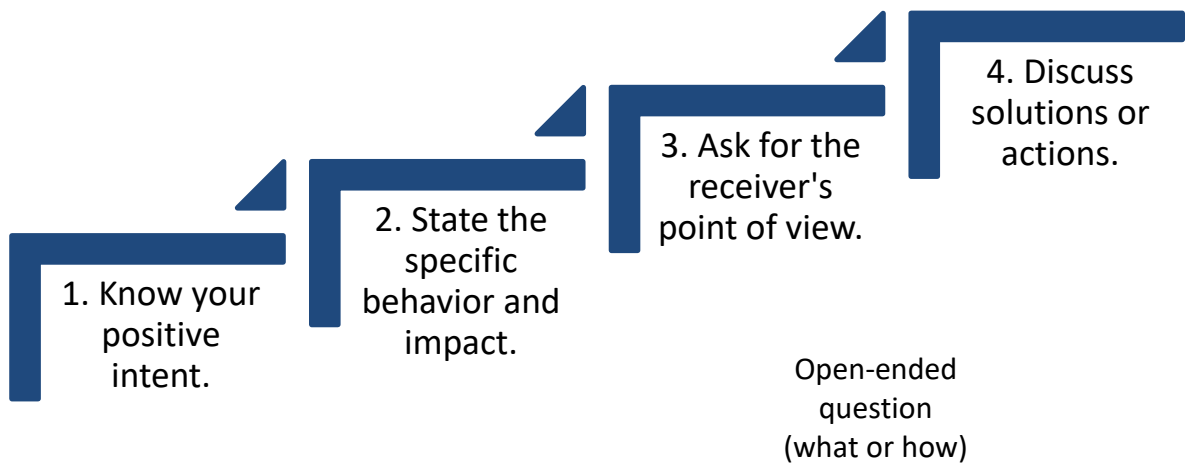 1. Know your
positive
intent.
2. State the
specific
behavior and
impact.
3. Ask for the
receiver's
point of view.
4. Discuss
solutions or
actions.
Open-ended
question
(what or how)